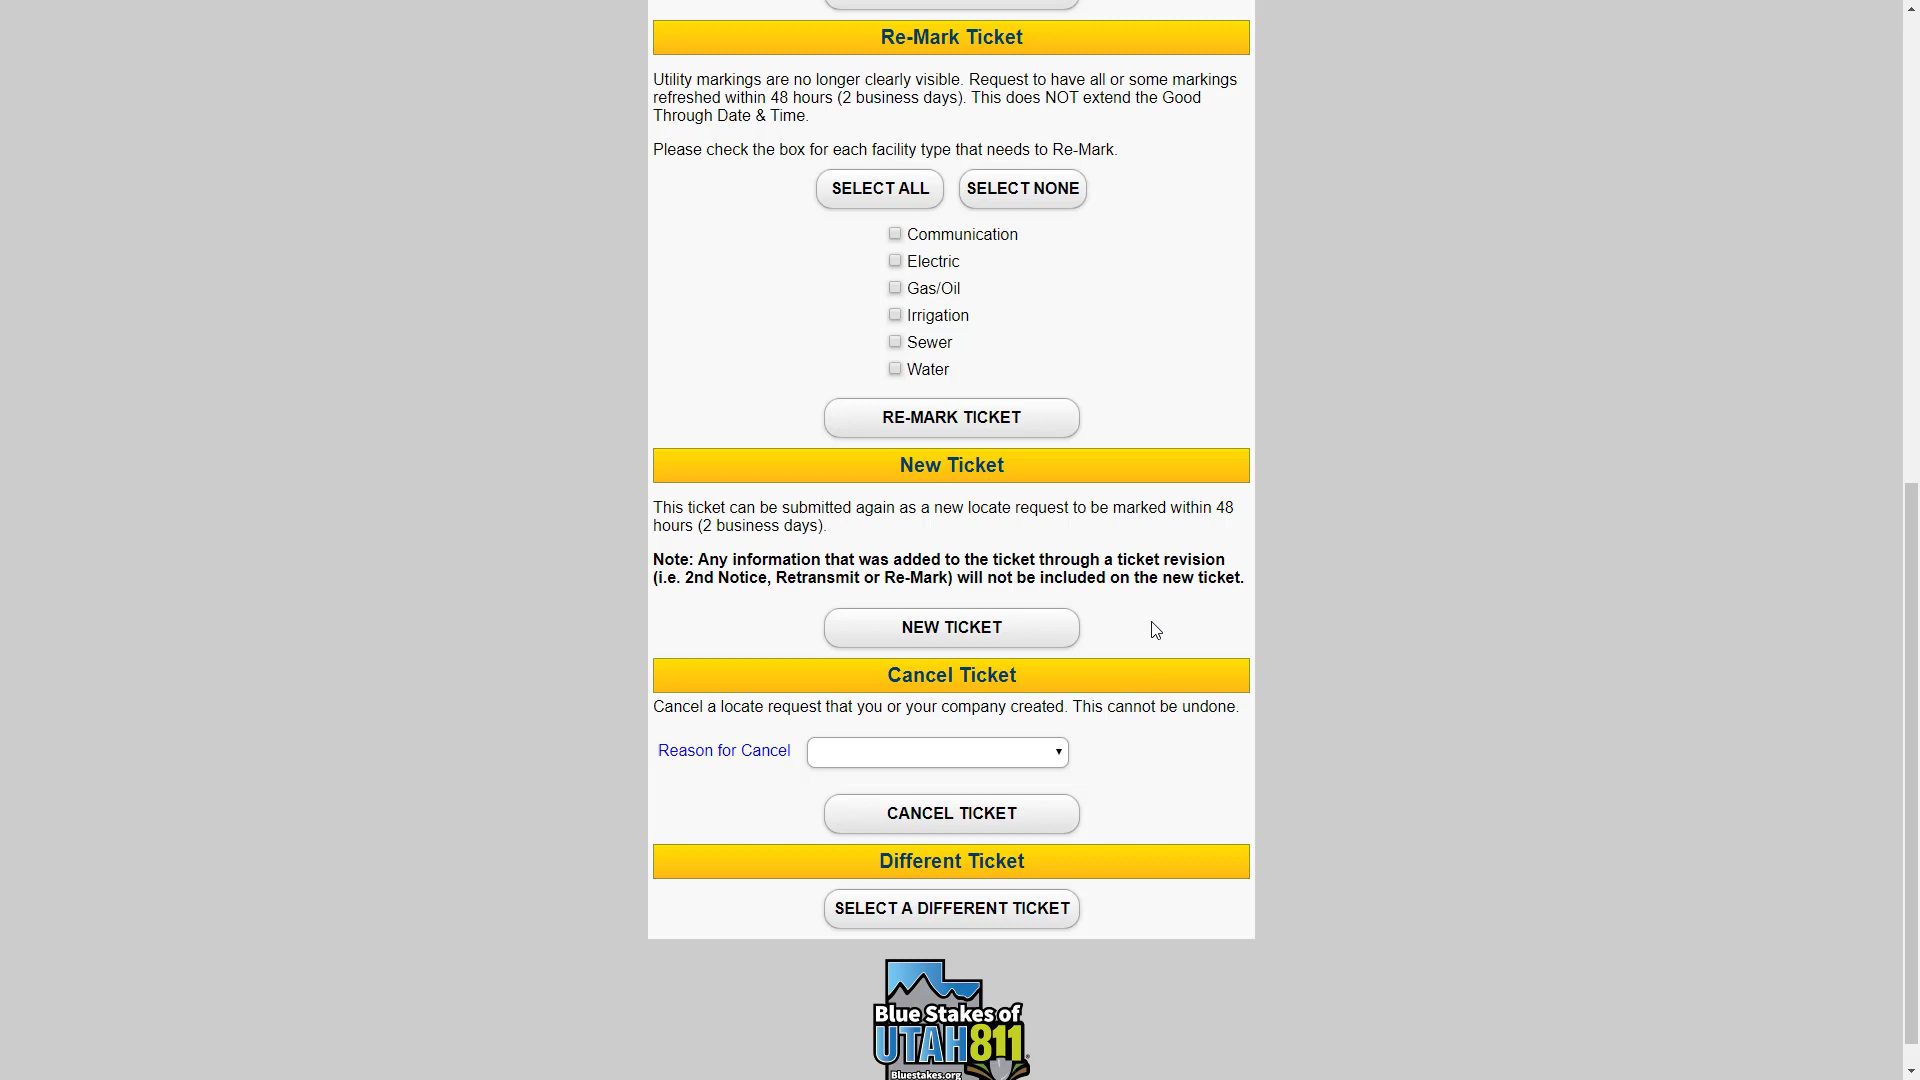 Re-Mark Ticket
Utility markings are no longer clearly visible. Request to have all or some markings
refreshed within 48 hours (2 business days). This does NOT extend the Good
Through Date & Time.
Please check the box for each facility type that needs to Re-Mark.
SELECT ALL SELECT NONE
Communication
Electric
Gas/Oil
Irrigation
Sewer
Water
RE-MARK TICKET
New Ticket
This ticket can be submitted again as a new locate request to be marked within 48
hours (2 business days).
Note: Any information that was added to the ticket through a ticket revision
(i.e. 2nd Notice, Retransmit or Re-Mark) will not be included on the new ticket.
NEW TICKET
Cancel Ticket
Cancel a locate request that you or your company created. This cannot be undone.
Reason for Cancel
CANCEL TICKET
Different Ticket
SELECT A DIFFERENT TICKET
Blue Stakes of
UTAH811
Bluestakes.org